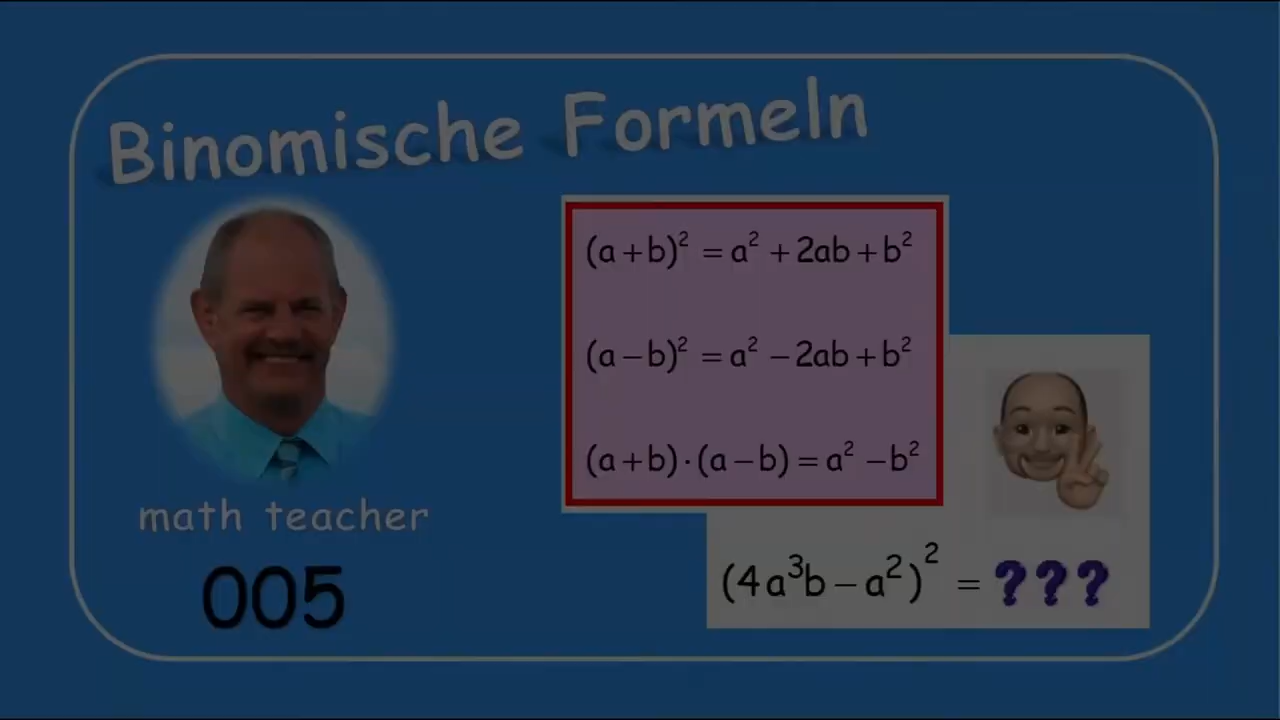 Binomische Formeln
(a+b)² = a² + 2ab + b²
(a−b)² = a² − 2ab + b²
(a+b)·(a−b) = a² − b²
math teacher
005
(4a³b − a²)² = ???